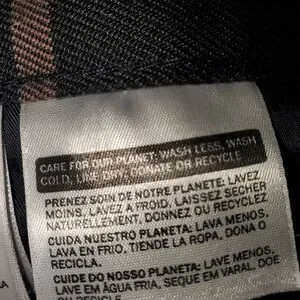 CARE FOR OUR PLANET: WASH LESS, WASH
COLD, LINE DRY, DONATE OR RECYCLE
PRENEZ SOIN DE NOTRE PLANETE: LAVEZ
MOINS, LAVEZ A FROID, LAISSEZ SECHER
NATURELLEMENT, DONNEZ OU RECYCLEZ
CUIDA NUESTRO PLANETA: LAVA MENOS,
LAVA EN FRIO, TIENDE LA ROPA, DONA O
RECICLA.
CUIDE DO NOSSO PLANETA: LAVE MENOS,
LAVE EM ÁGUA FRIA, SEQUE EM VARAL, DOE